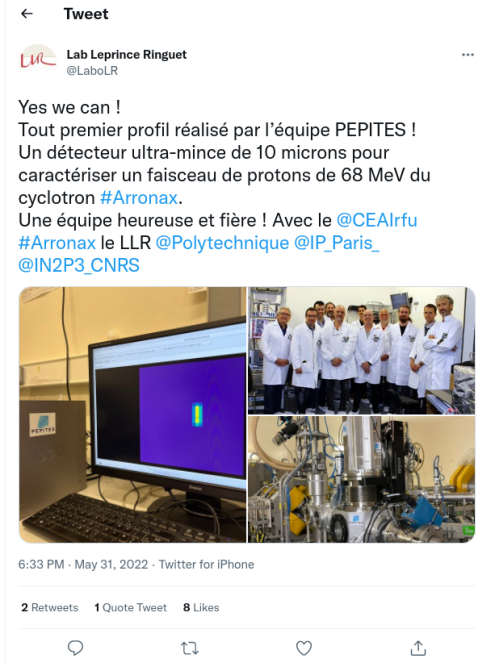 Tweet
LLR
Lab Leprince Ringuet
@LaboLR
Yes we can !
Tout premier profil réalisé par l’équipe PEPITES !
Un détecteur ultra-mince de 10 microns pour
caractériser un faisceau de protons de 68 MeV du
cyclotron #Arronax.
Une équipe heureuse et fière ! Avec le @CEAIrfu
#Arronax le LLR @Polytechnique @IP_Paris_
@IN2P3_CNRS
PEPITES
6:33 PM · May 31, 2022 · Twitter for iPhone
2 Retweets 1 Quote Tweet 8 Likes